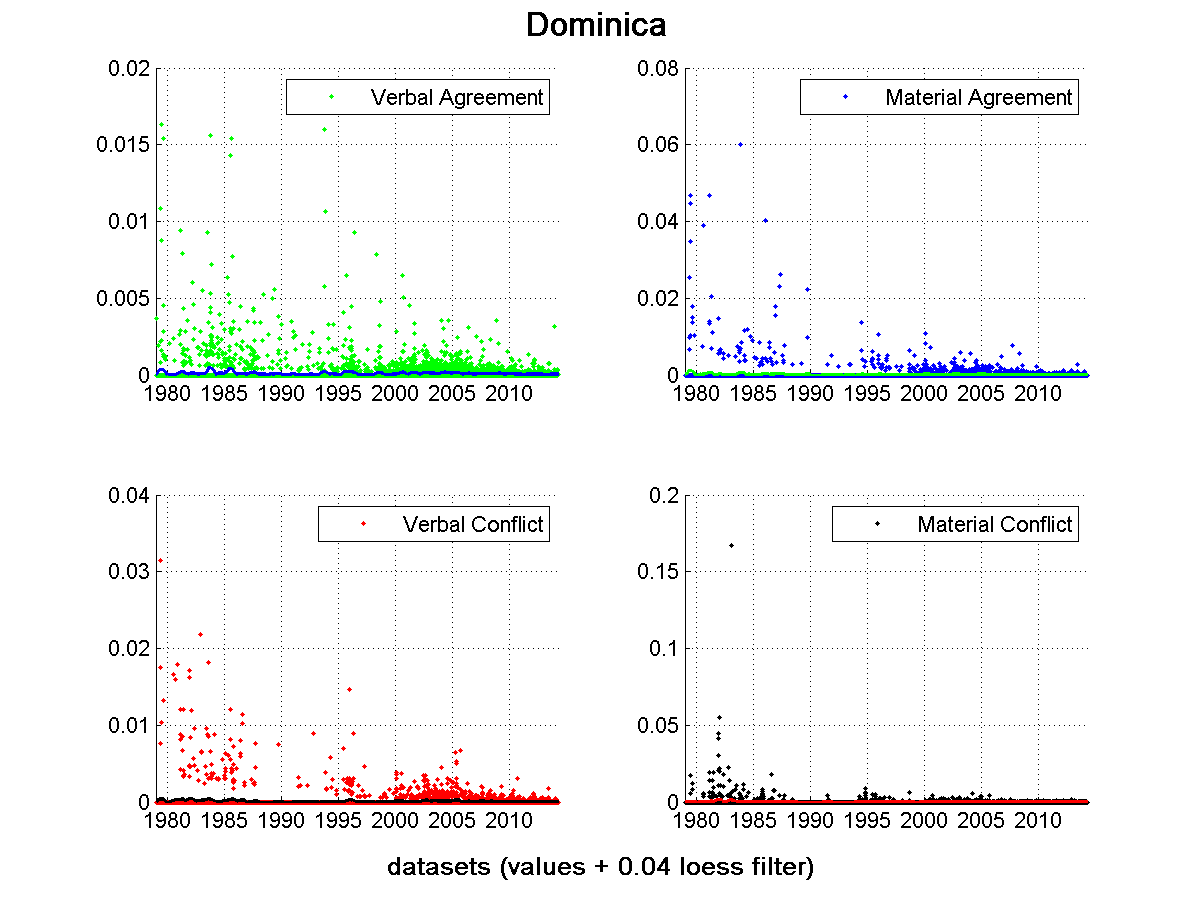 Dominica
0.02
0.015
0.01
0.005
0
1980 1985 1990 1995 2000 2005 2010
Verbal Agreement
0.08
0.06
0.04
0.02
0
1980 1985 1990 1995 2000 2005 2010
Material Agreement
0.04
0.03
0.02
0.01
0
1980 1985 1990 1995 2000 2005 2010
Verbal Conflict
0.2
0.15
0.1
0.05
0
1980 1985 1990 1995 2000 2005 2010
Material Conflict
datasets (values + 0.04 loess filter)